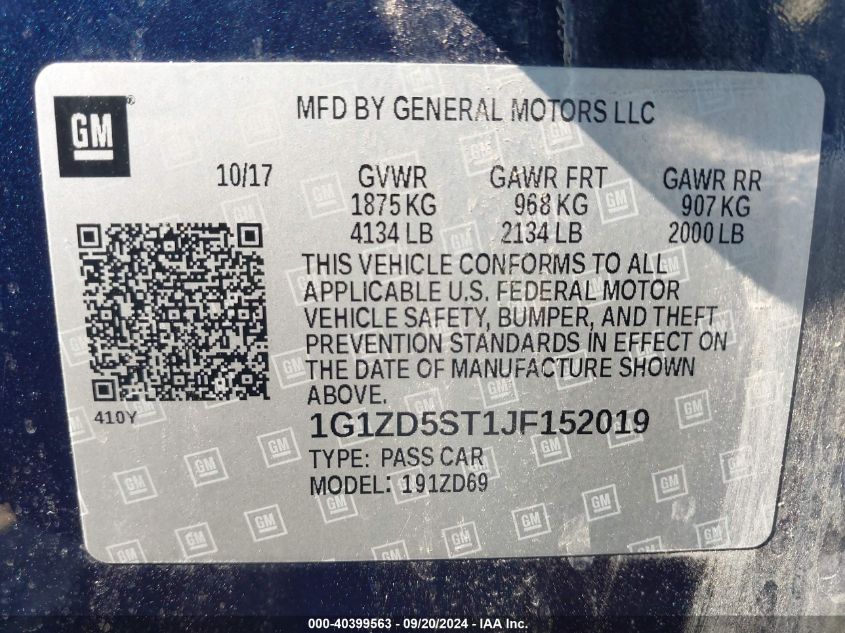 GM®
MFD BY GENERAL MOTORS LLC
10/17 GVWR GAWR FRT GAWR RR
1875 KG 968 KG 907 KG
4134 LB 2134 LB 2000 LB
THIS VEHICLE CONFORMS TO ALL
APPLICABLE U.S. FEDERAL MOTOR
VEHICLE SAFETY, BUMPER, AND THEFT
PREVENTION STANDARDS IN EFFECT ON
THE DATE OF MANUFACTURE SHOWN
ABOVE.
410Y
1G1ZD5ST1JF152019
TYPE: PASS CAR
MODEL: 191ZD69
000-40399563 - 09/20/2024 - IAA Inc.